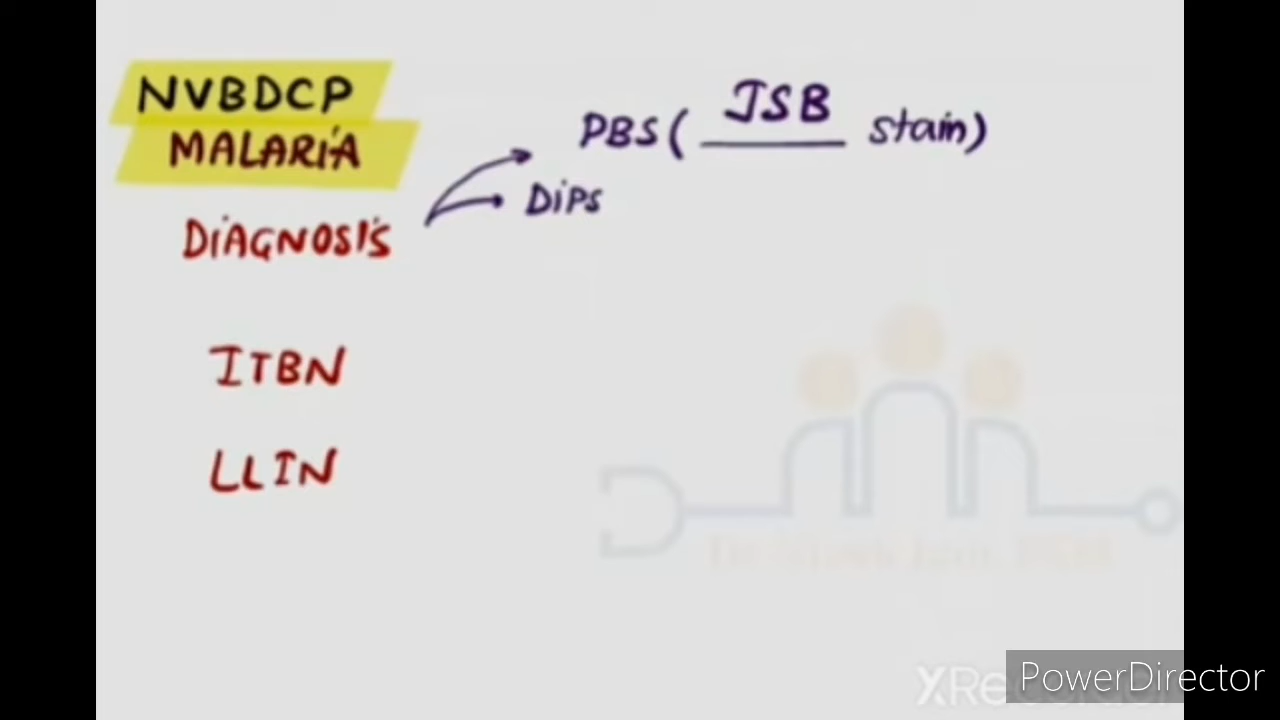 NVBDCP
MALARIA
DIAGNOSIS
PBS ( JSB stain)
DIPS
ITBN
LLIN
PowerDirector